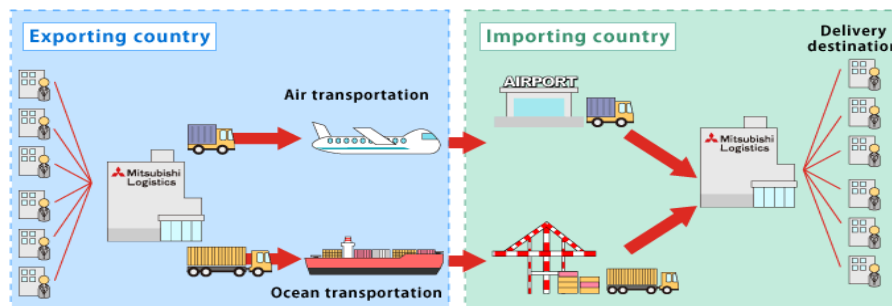 Exporting country
Importing country
Delivery
destination
Air transportation
AIRPORT
Mitsubishi
Logistics
Mitsubishi
Logistics
Ocean transportation